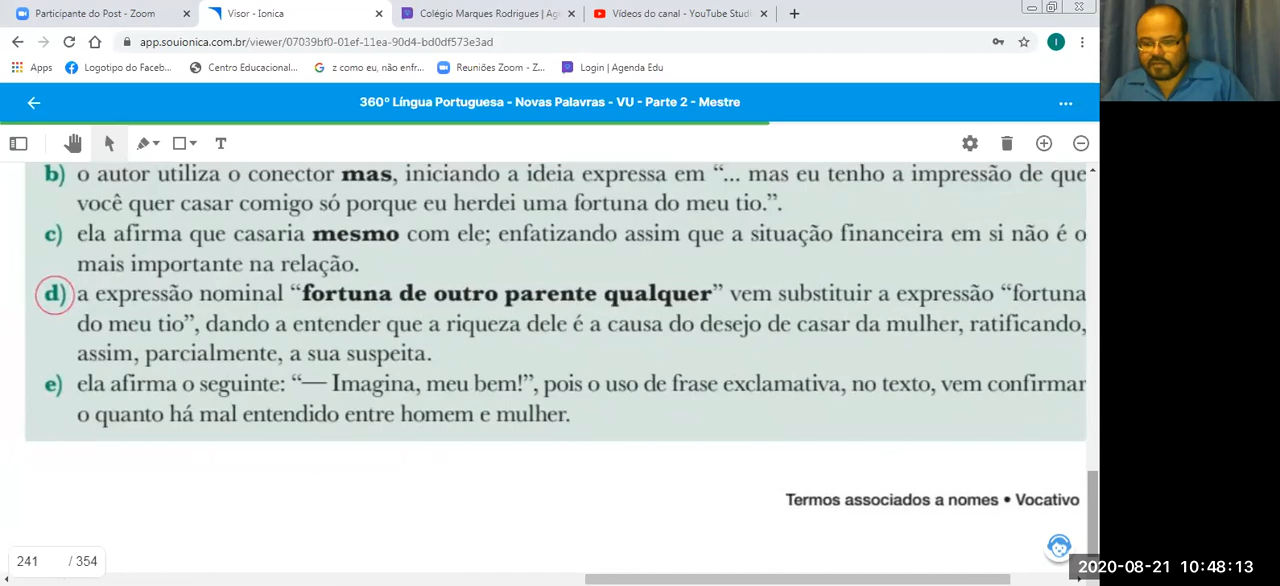 Participante do Post - Zoom
Visor - Ionica
Colégio Marques Rodrigues | Ag
Vídeos do canal - YouTube Studi
app.souionica.com.br/viewer/07039bf0-01ef-11ea-90d4-bd0df573e3ad
I
Apps
Logotipo do Faceb...
Centro Educacional...
z como eu, não enfr...
Reuniões Zoom - Z...
Login | Agenda Edu
360° Língua Portuguesa - Novas Palavras - VU - Parte 2 - Mestre
T
b) o autor utiliza o conector mas, iniciando a ideia expressa em “... mas eu tenho a impressão de que
você quer casar comigo só porque eu herdei uma fortuna do meu tio.”.
c) ela afirma que casaria mesmo com ele; enfatizando assim que a situação financeira em si não é o
mais importante na relação.
d) a expressão nominal “fortuna de outro parente qualquer” vem substituir a expressão “fortuna
do meu tio”, dando a entender que a riqueza dele é a causa do desejo de casar da mulher, ratificando,
assim, parcialmente, a sua suspeita.
e) ela afirma o seguinte: “— Imagina, meu bem!”, pois o uso de frase exclamativa, no texto, vem confirmar
o quanto há mal entendido entre homem e mulher.
Termos associados a nomes • Vocativo
241 / 354
2020-08-21 10:48:13